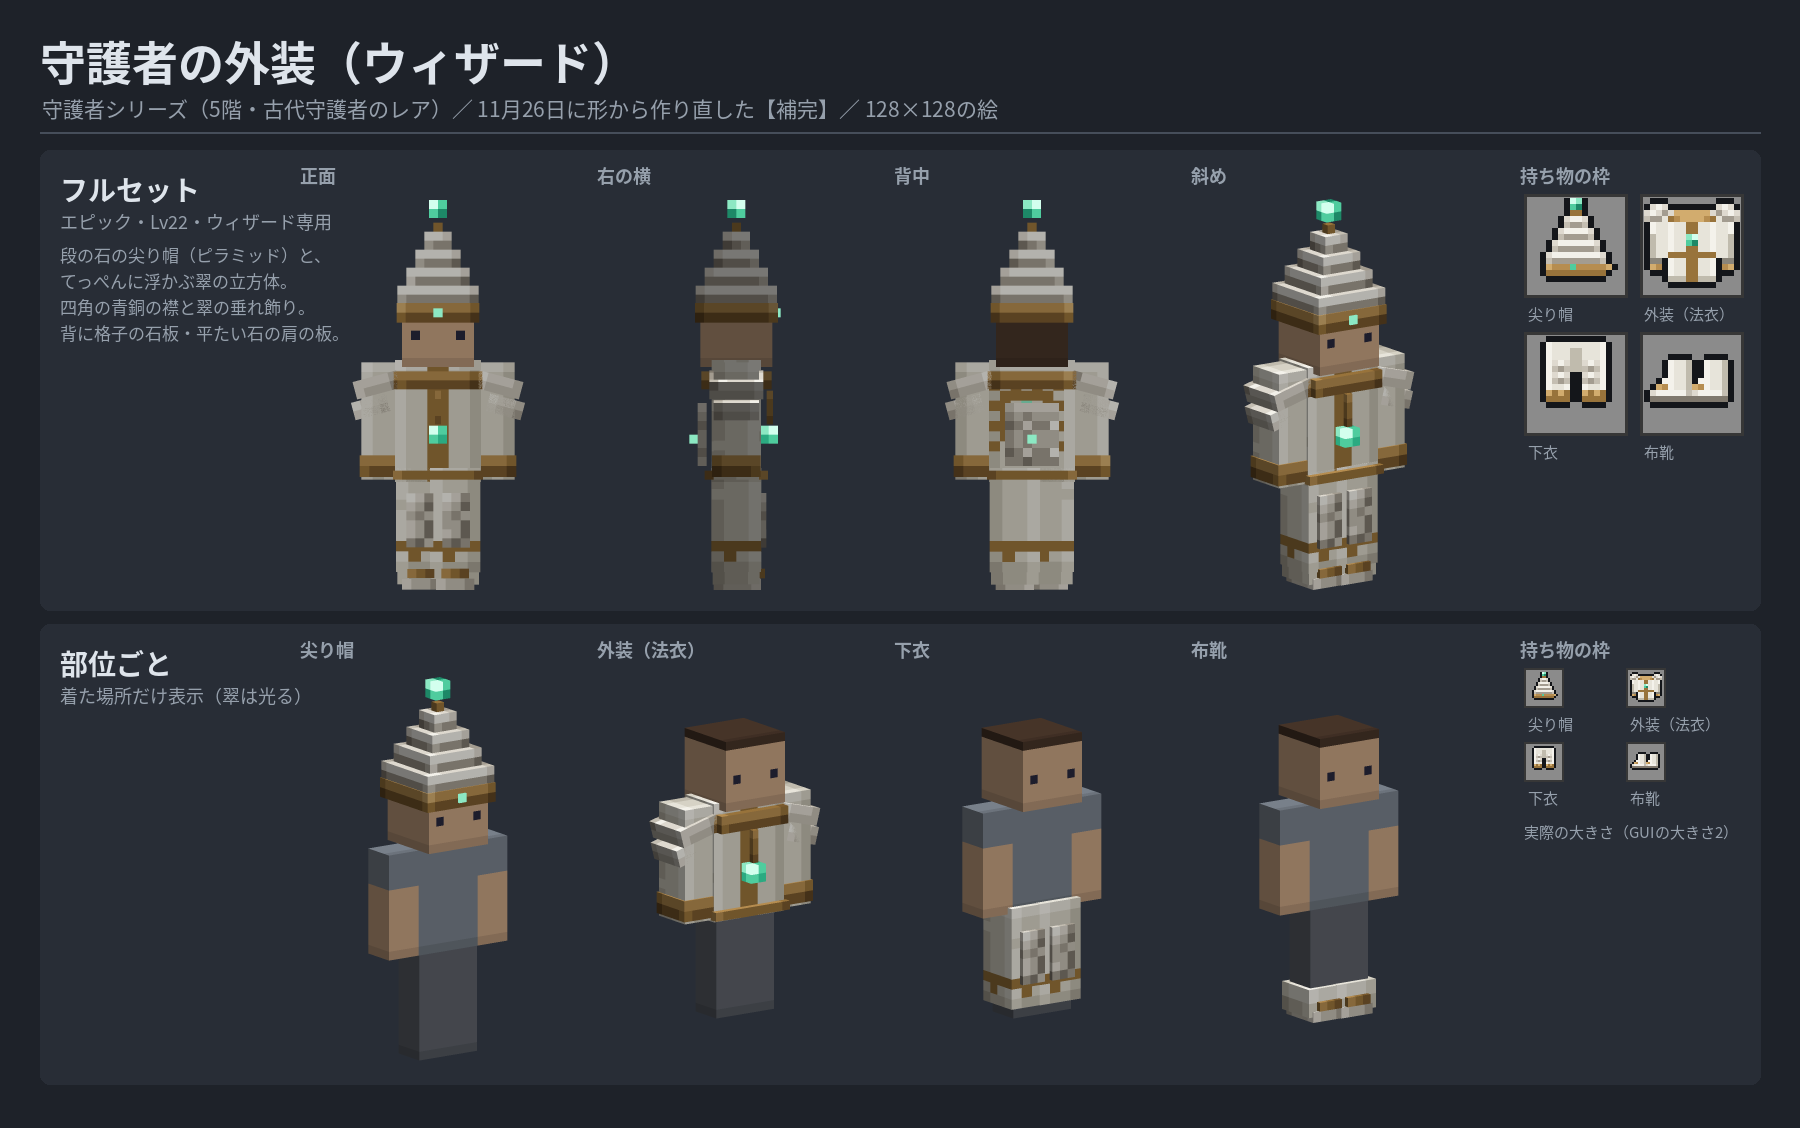 守護者の外装（ウィザード）
守護者シリーズ（5階・古代守護者のレア）／ 11月26日に形から作り直した【補完】／ 128×128の絵
フルセット
エピック・Lv22・ウィザード専用
段の石の尖り帽（ピラミッド）と、
てっぺんに浮かぶ翠の立方体。
四角の青銅の襟と翠の垂れ飾り。
背に格子の石板・平たい石の肩の板。
正面
右の横
背中
斜め
持ち物の枠
尖り帽
外装（法衣）
下衣
布靴
部位ごと
着た場所だけ表示（翠は光る）
尖り帽
外装（法衣）
下衣
布靴
持ち物の枠
尖り帽
外装（法衣）
下衣
布靴
実際の大きさ（GUIの大きさ2）